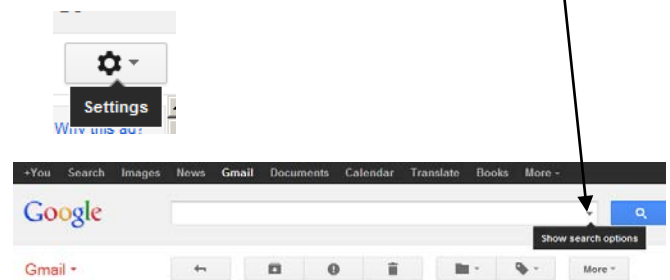 Settings
Why this ad?
+You Search Images News Gmail Documents Calendar Translate Books More
Google
Show search options
Gmail
More